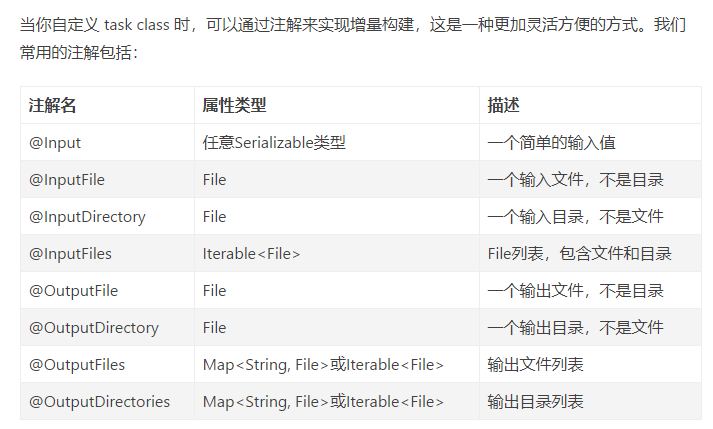 当你自定义 task class 时，可以通过注解来实现增量构建，这是一种更加灵活方便的方式。我们
常用的注解包括：
注解名 属性类型 描述
@Input 任意Serializable类型 一个简单的输入值
@InputFile File 一个输入文件，不是目录
@InputDirectory File 一个输入目录，不是文件
@InputFiles Iterable<File> File列表，包含文件和目录
@OutputFile File 一个输出文件，不是目录
@OutputDirectory File 一个输出目录，不是文件
@OutputFiles Map<String, File>或Iterable<File> 输出文件列表
@OutputDirectories Map<String, File>或Iterable<File> 输出目录列表